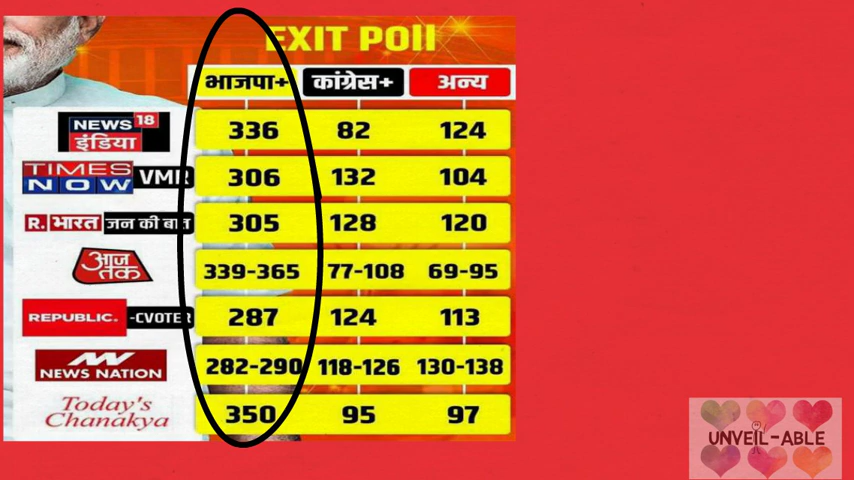 EXIT POll
भाजपा+ कांग्रेस+ अन्य
NEWS 18 इंडिया 336 82 124
TIMES NOW VMR 306 132 104
R. भारत जन की बात 305 128 120
आज तक 339-365 77-108 69-95
REPUBLIC. -CVOTER 287 124 113
NEWS NATION 282-290 118-126 130-138
Today's Chanakya 350 95 97
UNVEIL-ABLE